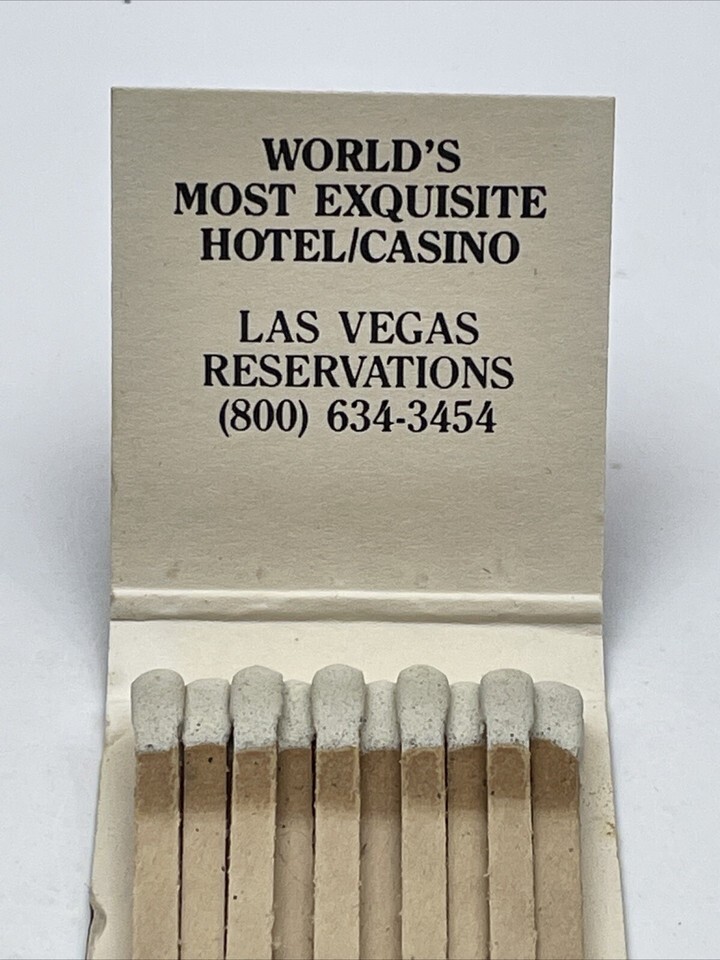 WORLD'S
MOST EXQUISITE
HOTEL/CASINO
LAS VEGAS
RESERVATIONS
(800) 634-3454